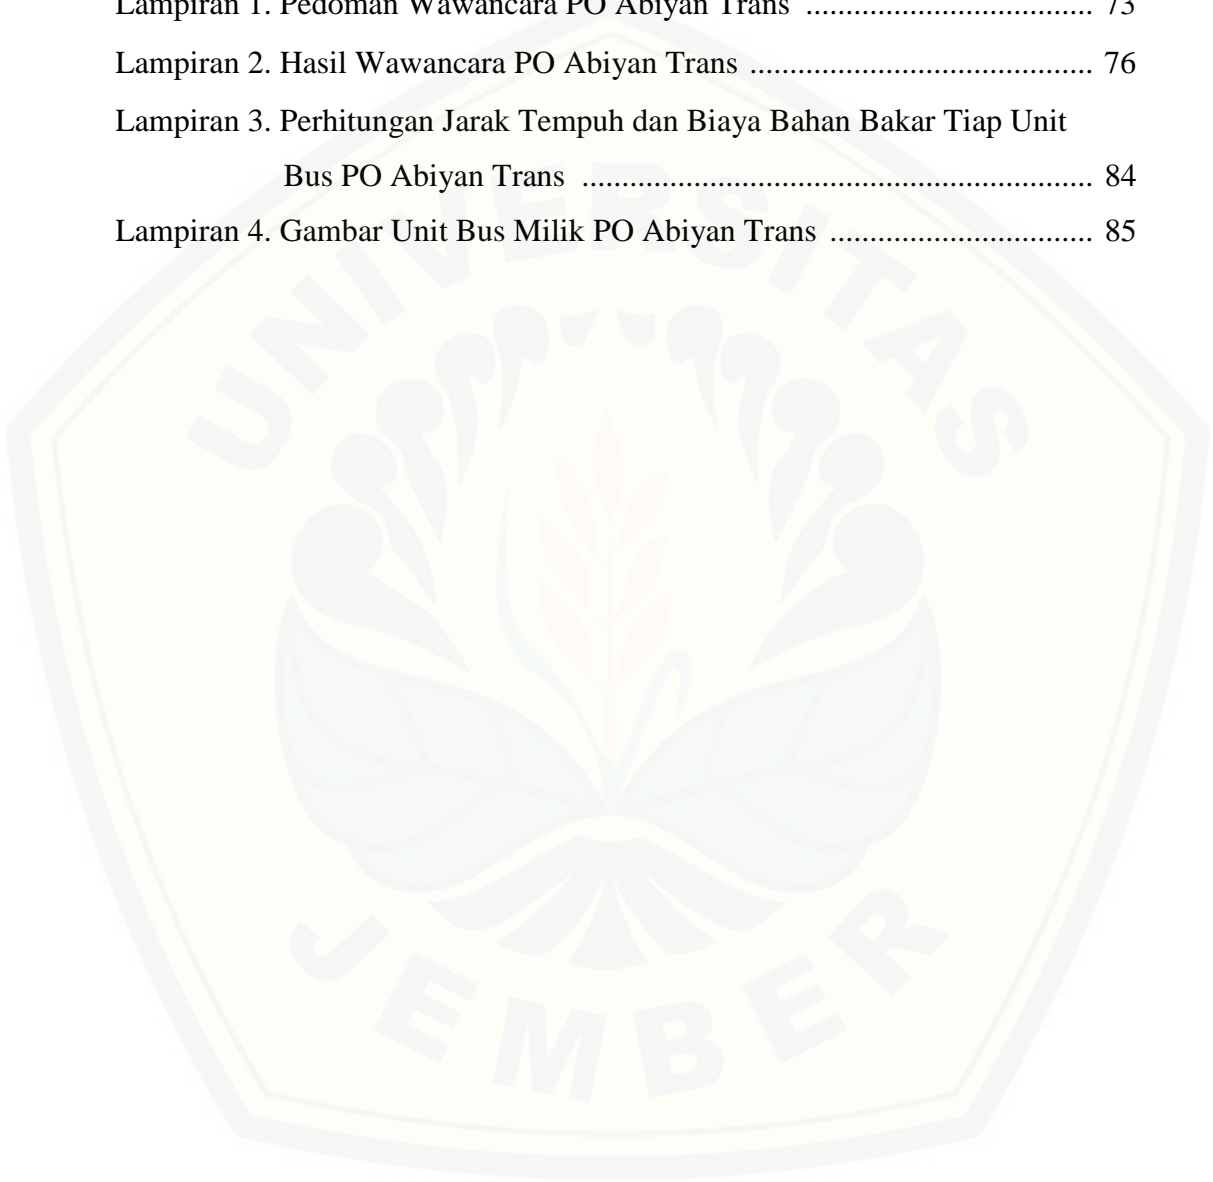 Lampiran 1. Pedoman Wawancara PO Abiyan Trans .................................... 73
Lampiran 2. Hasil Wawancara PO Abiyan Trans ........................................... 76
Lampiran 3. Perhitungan Jarak Tempuh dan Biaya Bahan Bakar Tiap Unit
Bus PO Abiyan Trans ................................................................ 84
Lampiran 4. Gambar Unit Bus Milik PO Abiyan Trans ................................. 85
UNIVERSITAS
JEMBER